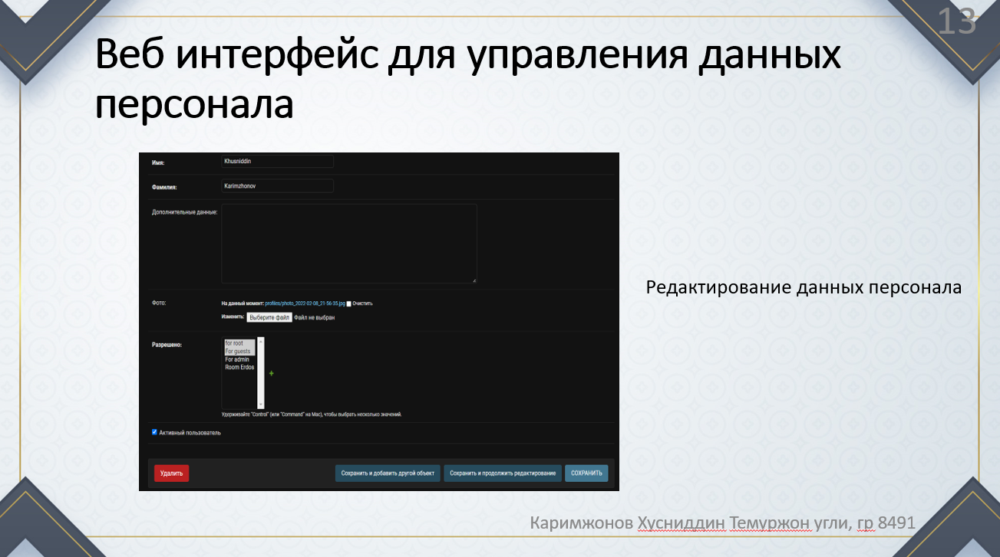 13
Веб интерфейс для управления данных
персонала
Имя: Khusniddin
Фамилия: Karimzhonov
Дополнительные данные:
Фото: На данный момент: profiles/photo_2022-02-08_21-56-35.jpg Очистить
Изменить: Выберите файл Файл не выбран
Разрешено: for root
For guests
For admin
Room Erdos
Удерживайте "Control" (или "Command" на Mac), чтобы выбрать несколько значений.
Активный пользователь
Удалить Сохранить и добавить другой объект Сохранить и продолжить редактирование СОХРАНИТЬ
Редактирование данных персонала
Каримжонов Хусниддин Темуржон угли, гр 8491